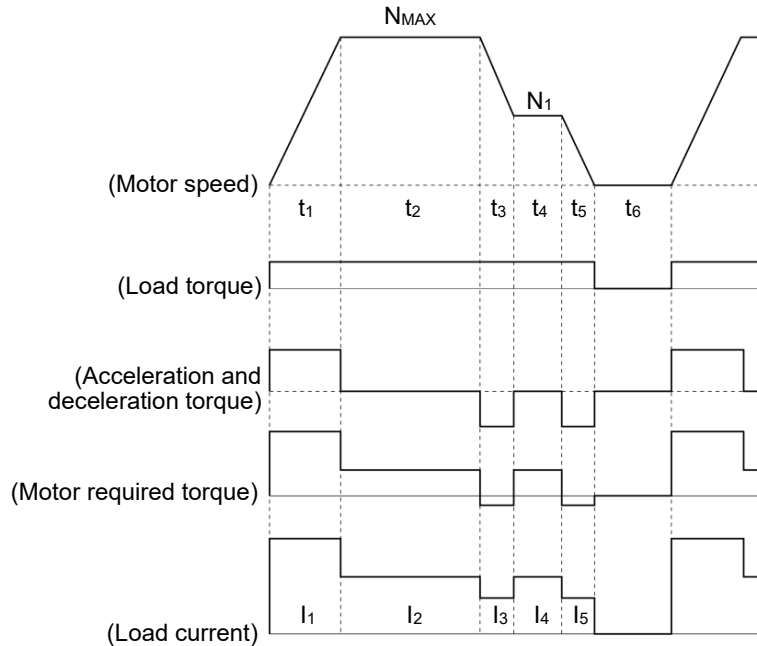 NMAX
N1
(Motor speed)
t1 t2 t3 t4 t5 t6
(Load torque)
(Acceleration and
deceleration torque)
(Motor required torque)
I1 I2 I3 I4 I5
(Load current)